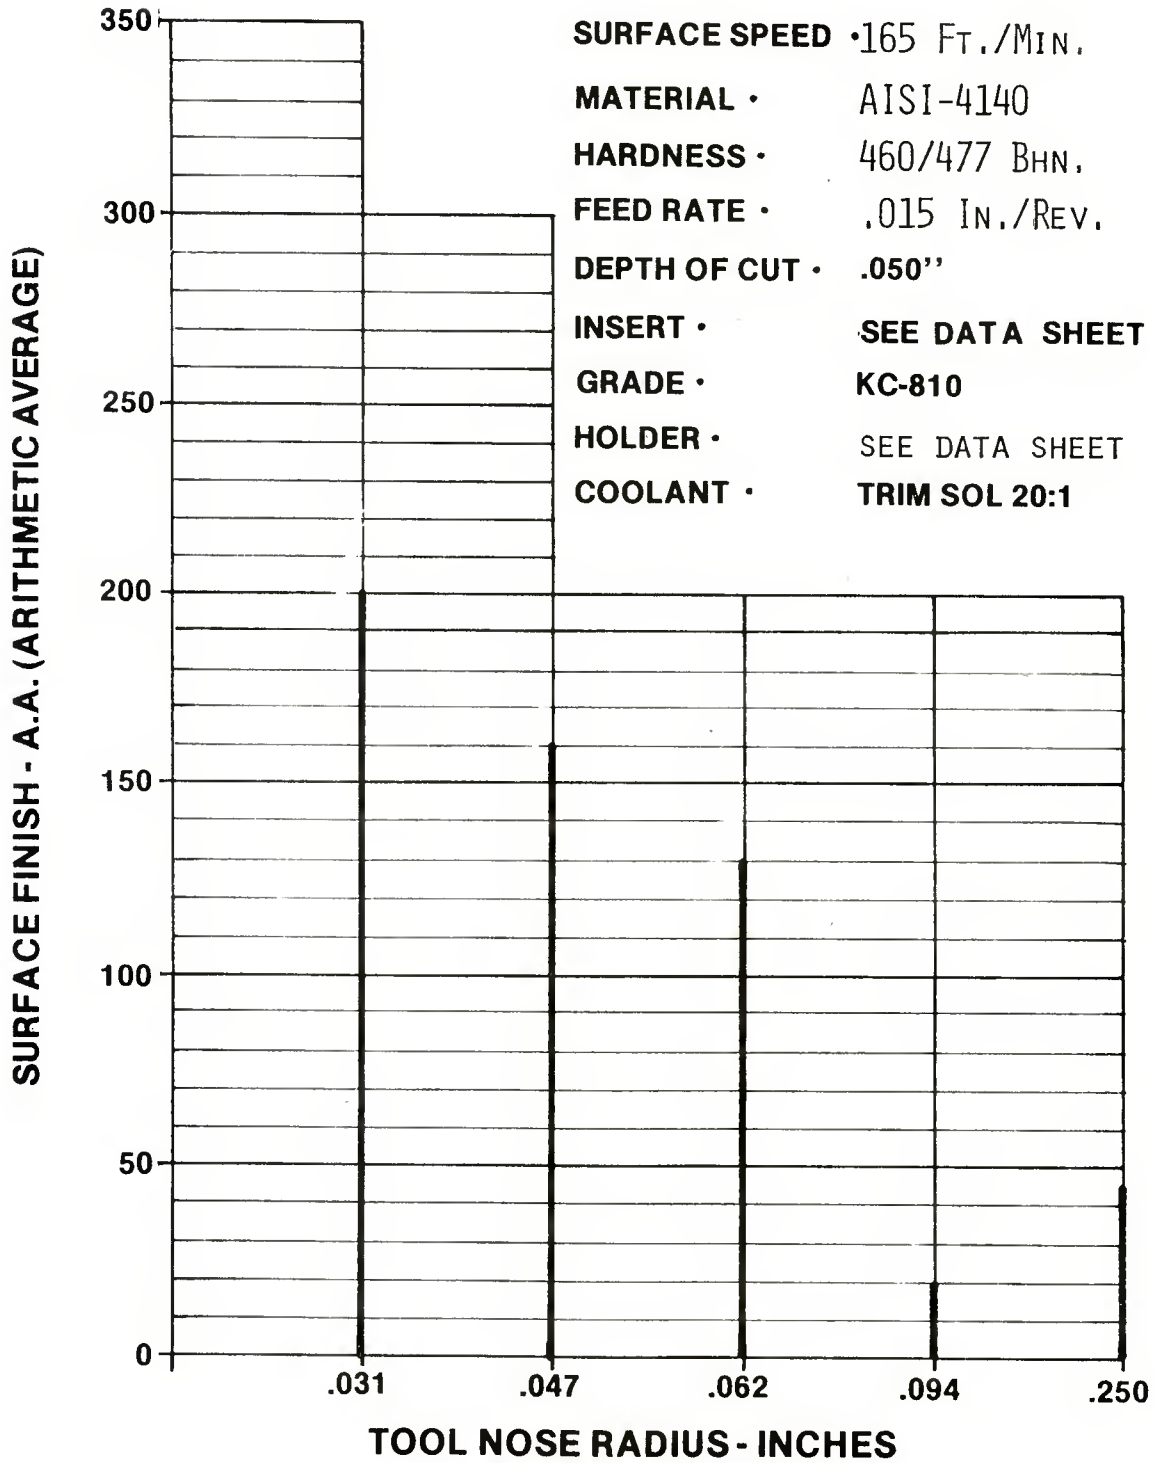 SURFACE SPEED • 165 FT./MIN.
MATERIAL • AISI-4140
HARDNESS • 460/477 BHN.
FEED RATE • .015 IN./REV.
DEPTH OF CUT • .050''
INSERT • SEE DATA SHEET
GRADE • KC-810
HOLDER • SEE DATA SHEET
COOLANT • TRIM SOL 20:1
SURFACE FINISH - A.A. (ARITHMETIC AVERAGE)
350
300
250
200
150
100
50
0
.031 .047 .062 .094 .250
TOOL NOSE RADIUS - INCHES